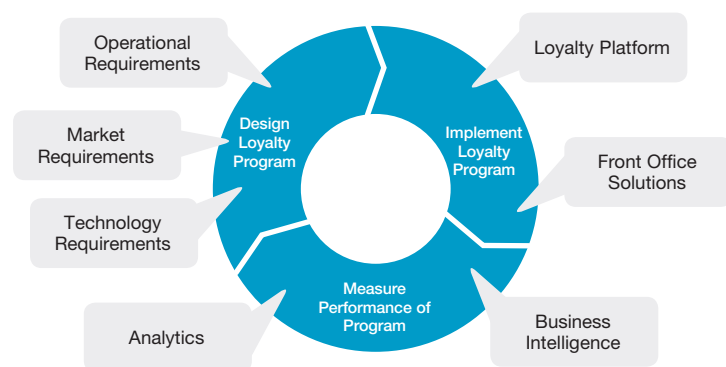 Operational
Requirements
Loyalty Platform
Design
Loyalty
Program
Implement
Loyalty
Program
Market
Requirements
Front Office
Solutions
Technology
Requirements
Measure
Performance of
Program
Analytics
Business
Intelligence